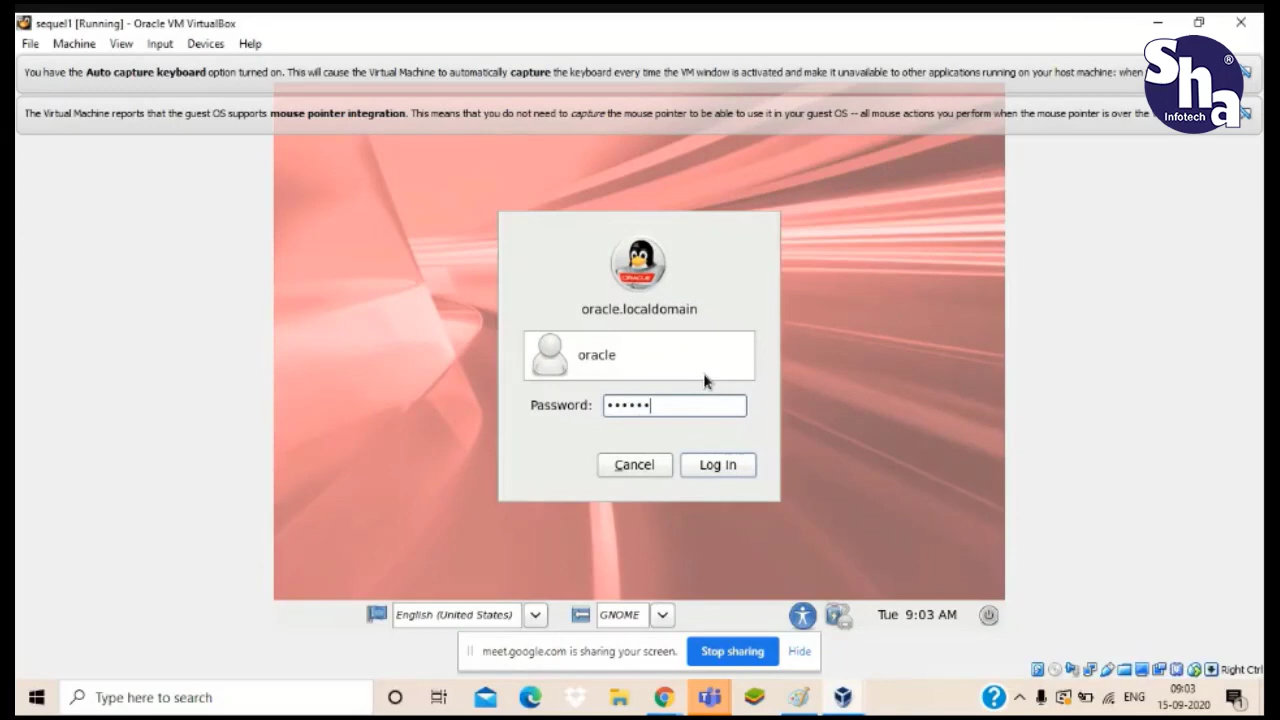 sequel1 [Running] - Oracle VM VirtualBox
File Machine View Input Devices Help
You have the Auto capture keyboard option turned on. This will cause the Virtual Machine to automatically capture the keyboard every time the VM window is activated and make it unavailable to other applications running on your host machine: when
The Virtual Machine reports that the guest OS supports mouse pointer integration. This means that you do not need to capture the mouse pointer to be able to use it in your guest OS -- all mouse actions you perform when the mouse pointer is over the
Sha
®
Infotech
ORACLE
oracle.localdomain
oracle
Password: ••••••
Cancel Log In
English (United States) GNOME Tue 9:03 AM
meet.google.com is sharing your screen. Stop sharing Hide
Right Ctrl
Type here to search
ENG
09:03
15-09-2020
1